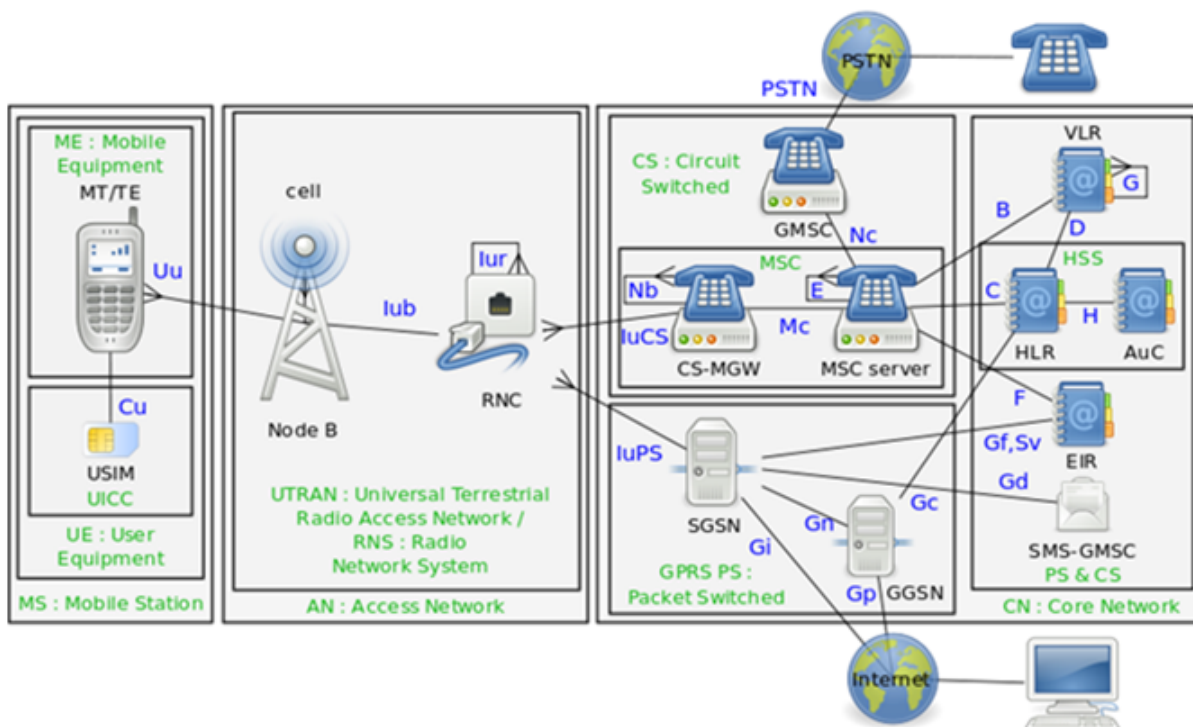 PSTN
PSTN
ME : Mobile
Equipment
MT/TE
Uu
Cu
USIM
UICC
UE : User
Equipment
MS : Mobile Station
cell
Node B
Iub
Iur
RNC
UTRAN : Universal Terrestrial
Radio Access Network /
RNS : Radio
Network System
AN : Access Network
CS : Circuit
Switched
GMSC
Nc
MSC
Nb
E
IuCS
Mc
CS-MGW
MSC server
IuPS
SGSN
Gn
Gi
Gc
Gp
GGSN
GPRS PS :
Packet Switched
VLR
G
B
D
HSS
C
H
HLR
AuC
F
Gf,Sv
EIR
Gd
SMS-GMSC
PS & CS
CN : Core Network
Internet